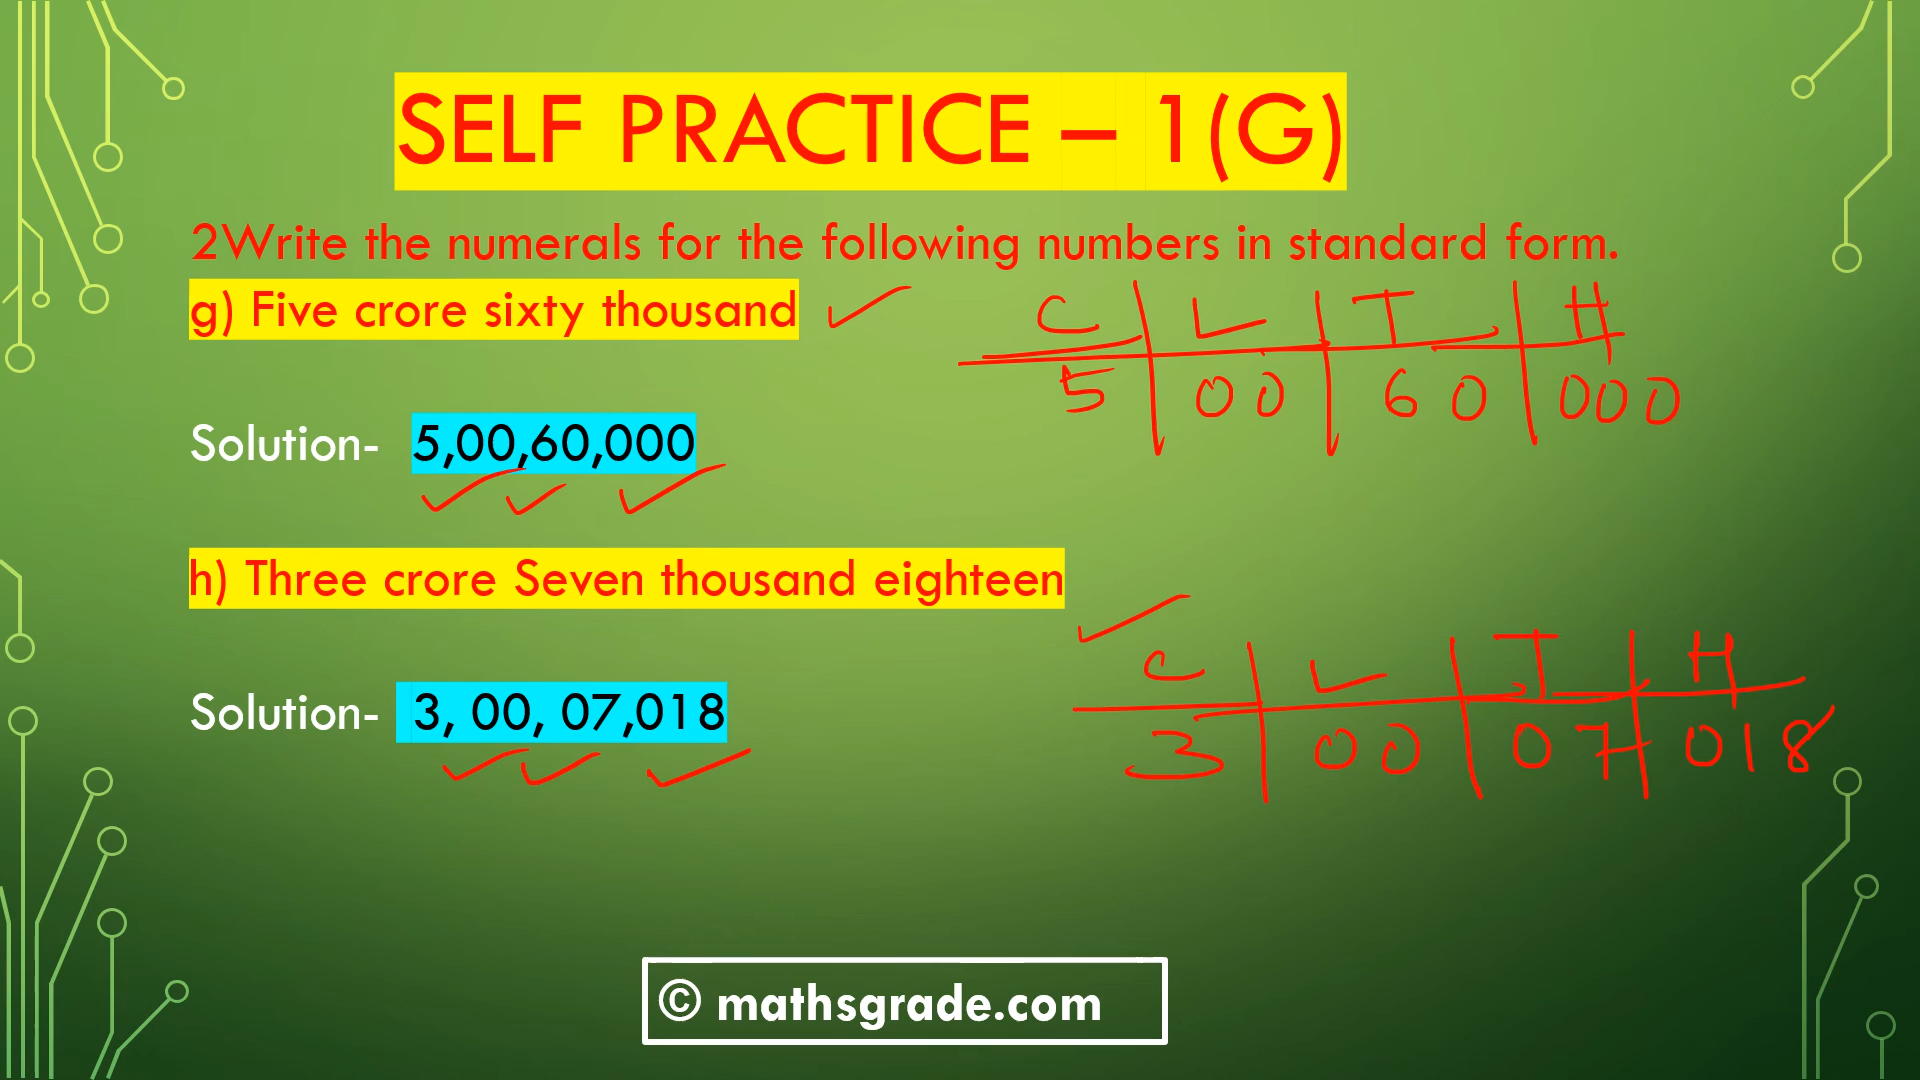 SELF PRACTICE – 1(G)
2Write the numerals for the following numbers in standard form.
g) Five crore sixty thousand
C L T H
5 00 60 000
Solution- 5,00,60,000
h) Three crore Seven thousand eighteen
C L T H
Solution- 3, 00, 07,018
3 00 07 018
© mathsgrade.com